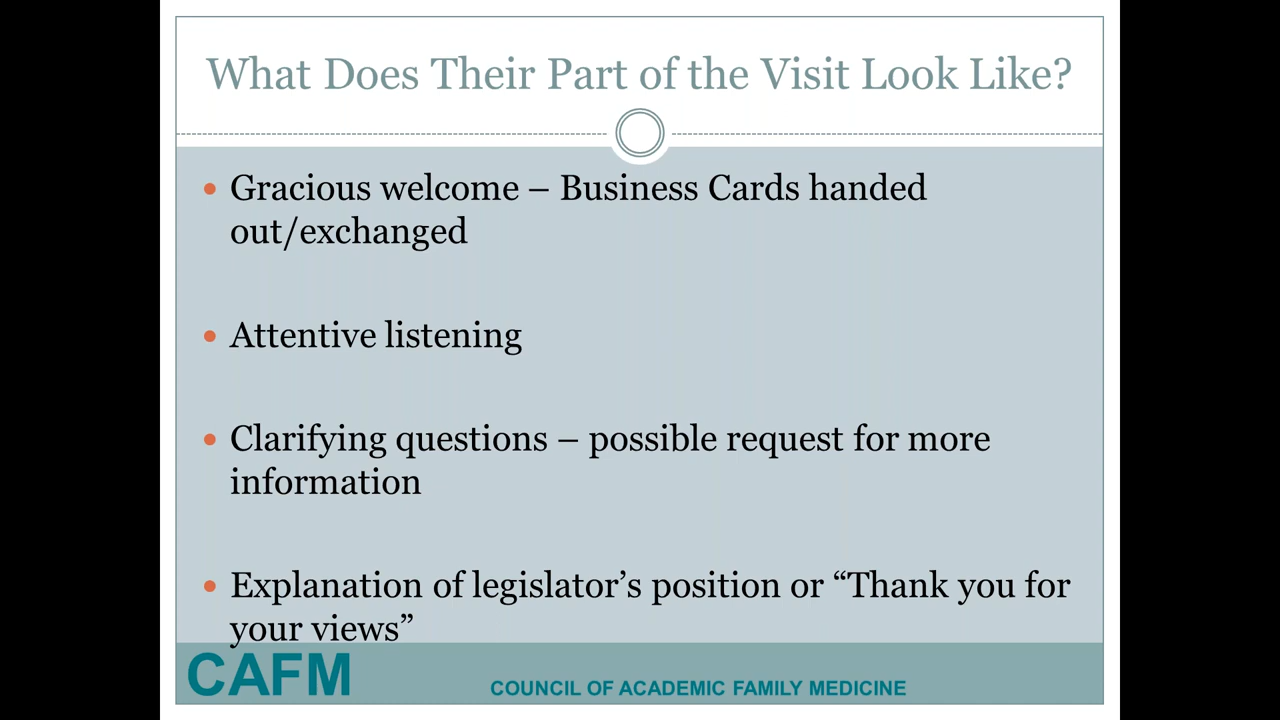 What Does Their Part of the Visit Look Like?
• Gracious welcome – Business Cards handed
out/exchanged
• Attentive listening
• Clarifying questions – possible request for more
information
• Explanation of legislator’s position or “Thank you for
your views”
CAFM
COUNCIL OF ACADEMIC FAMILY MEDICINE